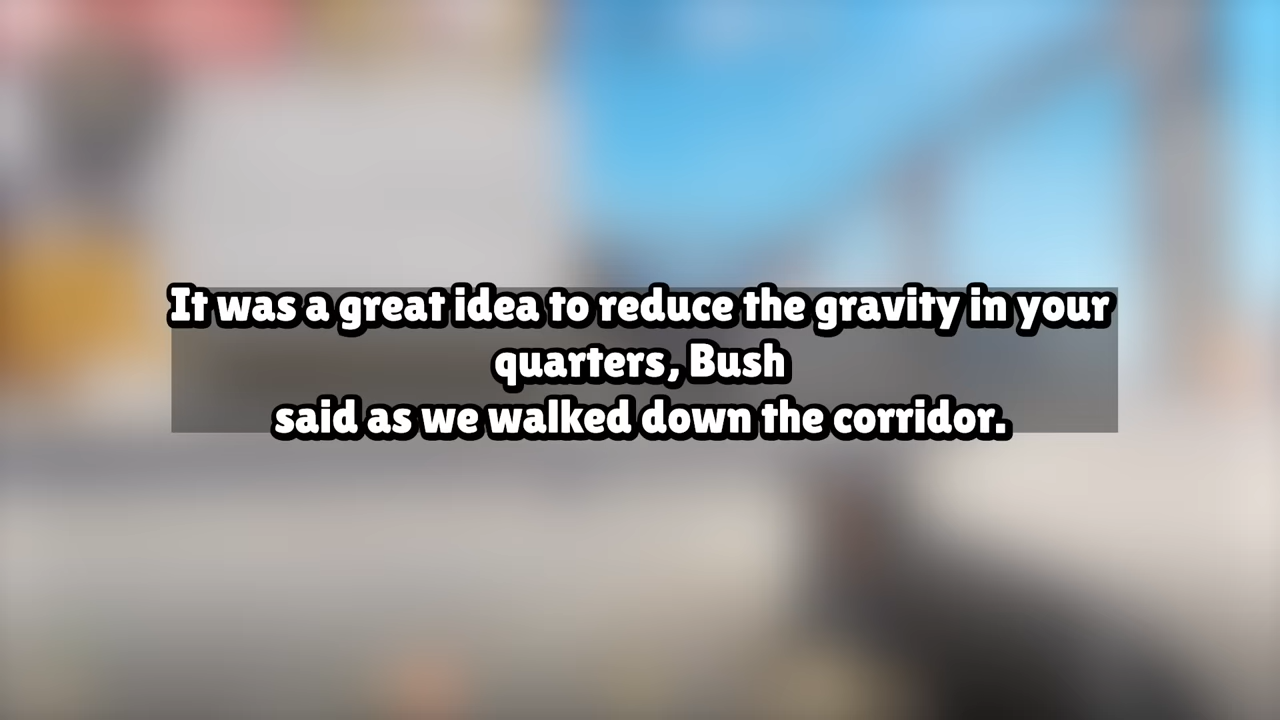 It was a great idea to reduce the gravity in your
quarters, Bush
said as we walked down the corridor.